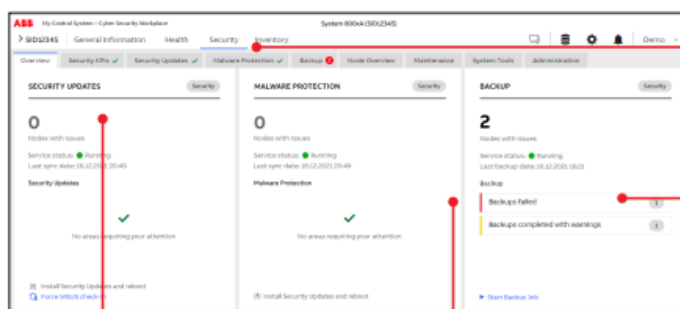 ABB My Control System - Cyber Security Workplace System 800xA (SID12345)
> SID12345 General Information Health Security Inventory Demo
Overview Security KPIs Security Updates Malware Protection Backup Node Overview Maintenance System Tools Administration
SECURITY UPDATES Security MALWARE PROTECTION Security BACKUP Security
0 0 2
Nodes with issues Nodes with issues Nodes with issues
Service status: Running Service status: Running Service status: Running
Last sync date: 16.12.2021 20:40 Last sync date: 16.12.2021 20:40 Last backup date: 16.12.2021 16:21
Security Updates Malware Protection Backup
Backups failed 1
Backups completed with warnings 1
No areas requiring your attention No areas requiring your attention
Install Security Updates and reboot Install Security Updates and reboot
Force WSUS check-in Start Backup Job